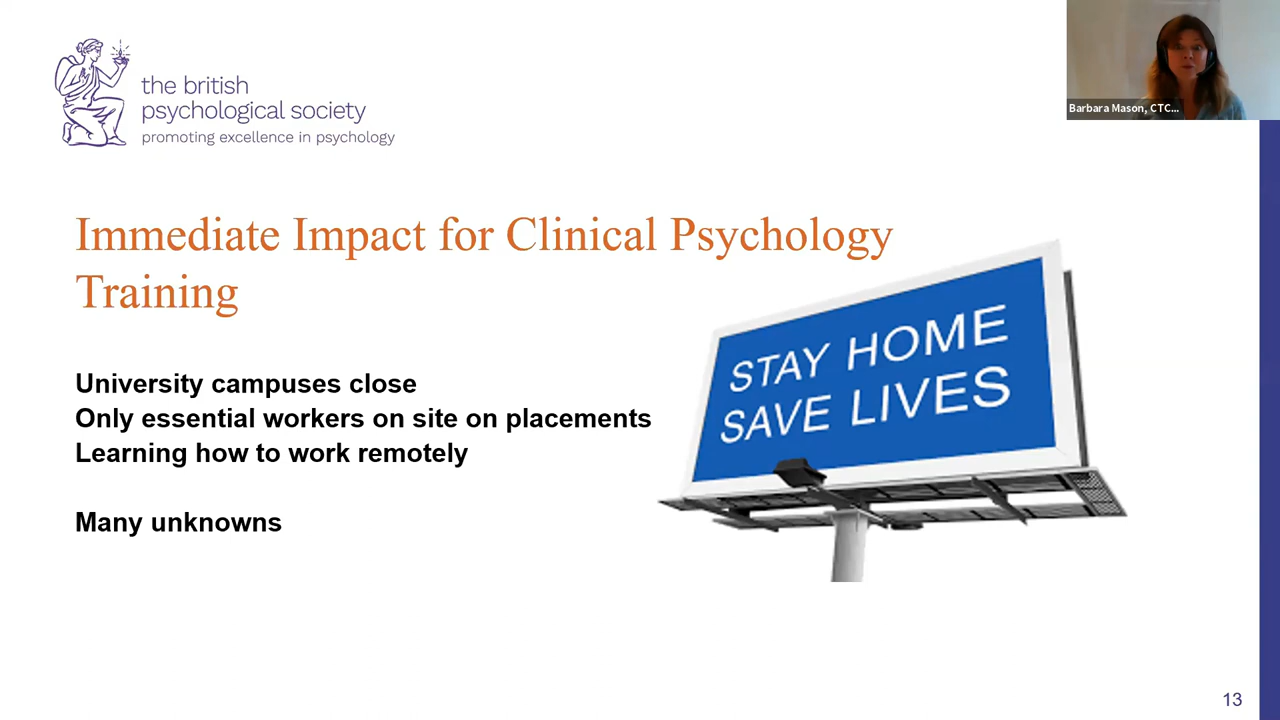 the british
psychological society
promoting excellence in psychology
Barbara Mason, CTC...
Immediate Impact for Clinical Psychology
Training
STAY HOME
SAVE LIVES
University campuses close
Only essential workers on site on placements
Learning how to work remotely
Many unknowns
13